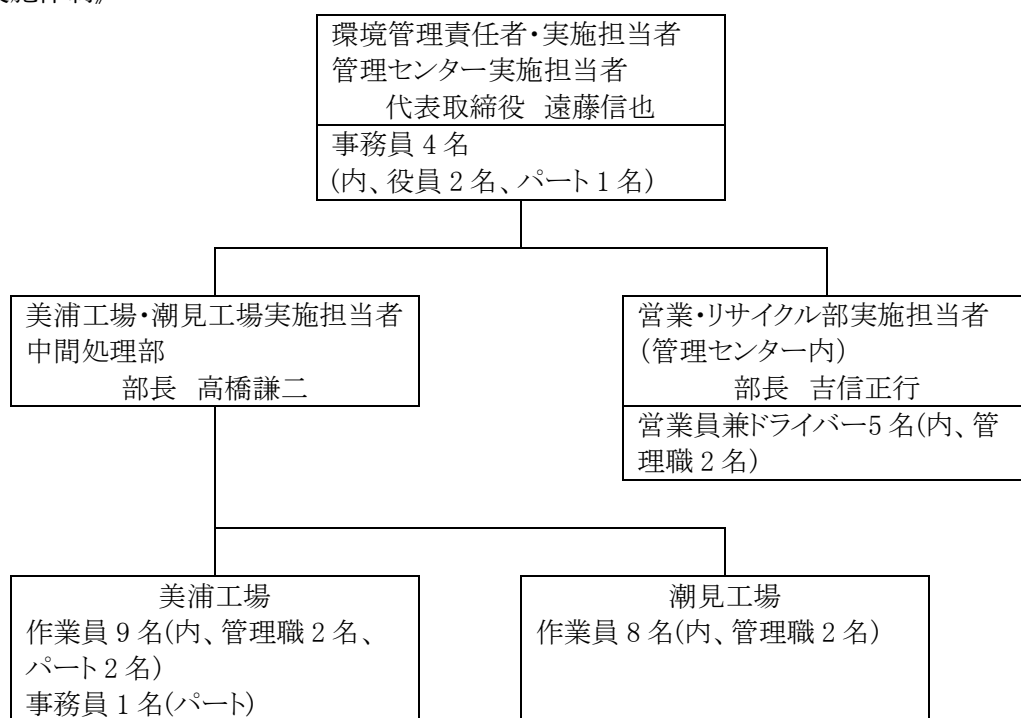 環境管理責任者・実施担当者
管理センター実施担当者
代表取締役 遠藤信也
事務員 4 名
(内、役員 2 名、パート 1 名)
美浦工場・潮見工場実施担当者
中間処理部
部長 高橋謙二
営業・リサイクル部実施担当者
(管理センター内)
部長 吉信正行
営業員兼ドライバー5 名(内、管
理職 2 名)
美浦工場
作業員 9 名(内、管理職 2 名、
パート 2 名)
事務員 1 名(パート)
潮見工場
作業員 8 名(内、管理職 2 名)